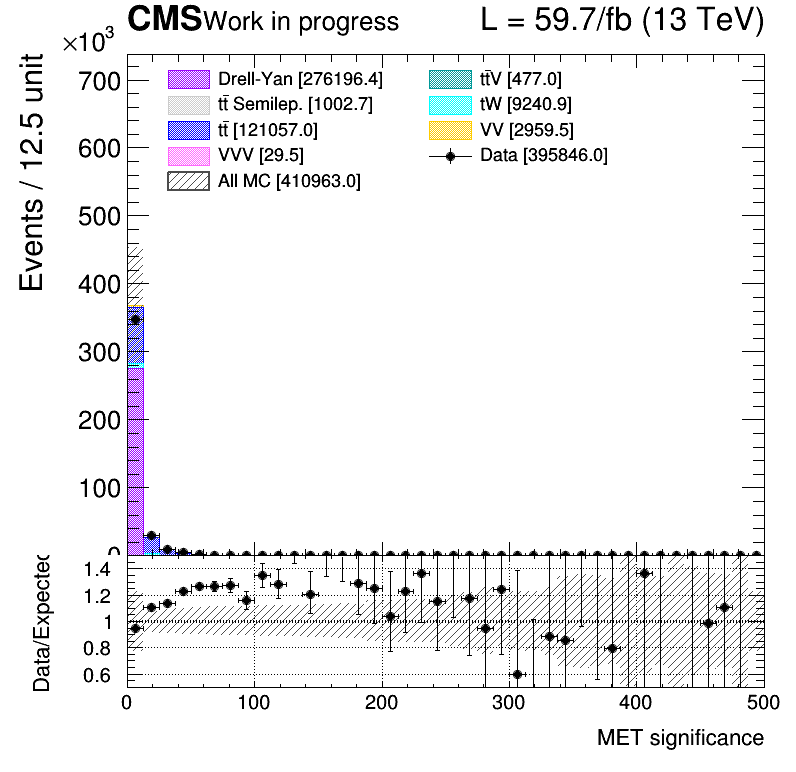 CMS Work in progress L = 59.7/fb (13 TeV)
×10³
Events / 12.5 unit
700
600
500
400
300
200
100
0
Drell-Yan [276196.4]
tt̄ Semilep. [1002.7]
tt̄ [121057.0]
VVV [29.5]
All MC [410963.0]
tt̄V [477.0]
tW [9240.9]
VV [2959.5]
Data [395846.0]
Data/Expected
1.4
1.2
1
0.8
0.6
0 100 200 300 400 500
MET significance